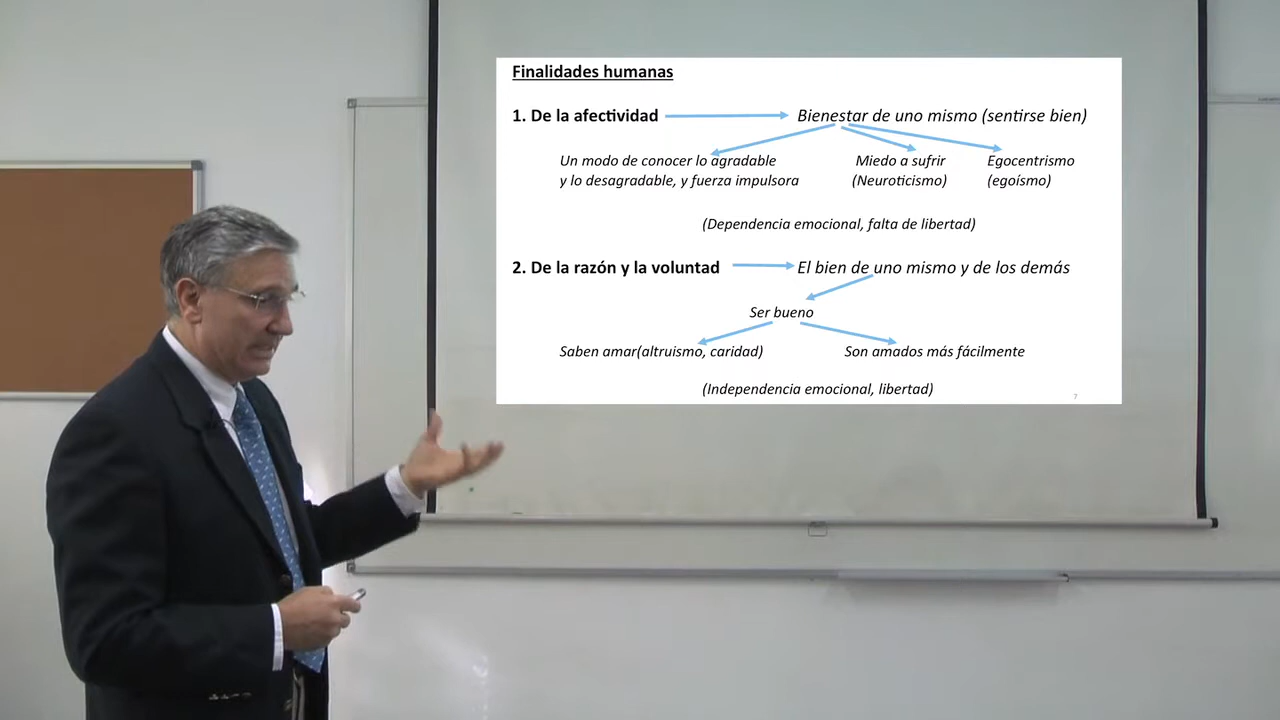 Finalidades humanas
1. De la afectividad
Bienestar de uno mismo (sentirse bien)
Un modo de conocer lo agradable
y lo desagradable, y fuerza impulsora
Miedo a sufrir
(Neuroticismo)
Egocentrismo
(egoísmo)
(Dependencia emocional, falta de libertad)
2. De la razón y la voluntad
El bien de uno mismo y de los demás
Ser bueno
Saben amar(altruismo, caridad)
Son amados más fácilmente
(Independencia emocional, libertad)
7